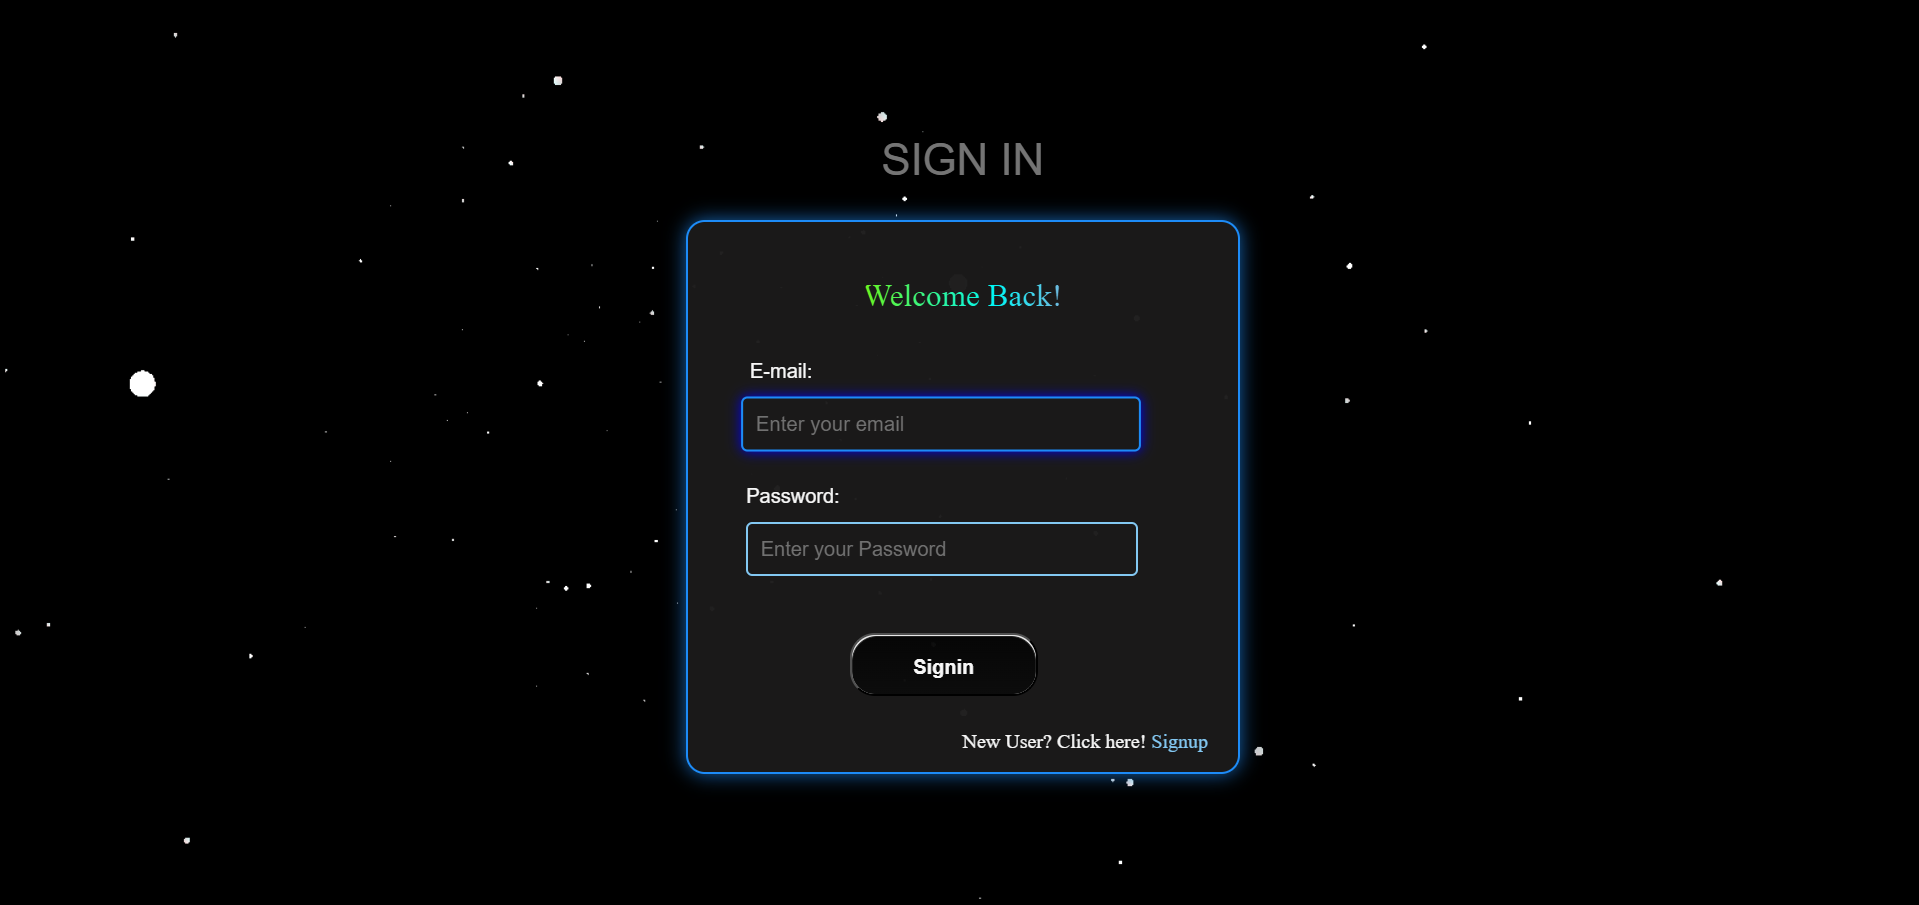 SIGN IN
Welcome Back!
E-mail:
Enter your email
Password:
Enter your Password
Signin
New User? Click here! Signup